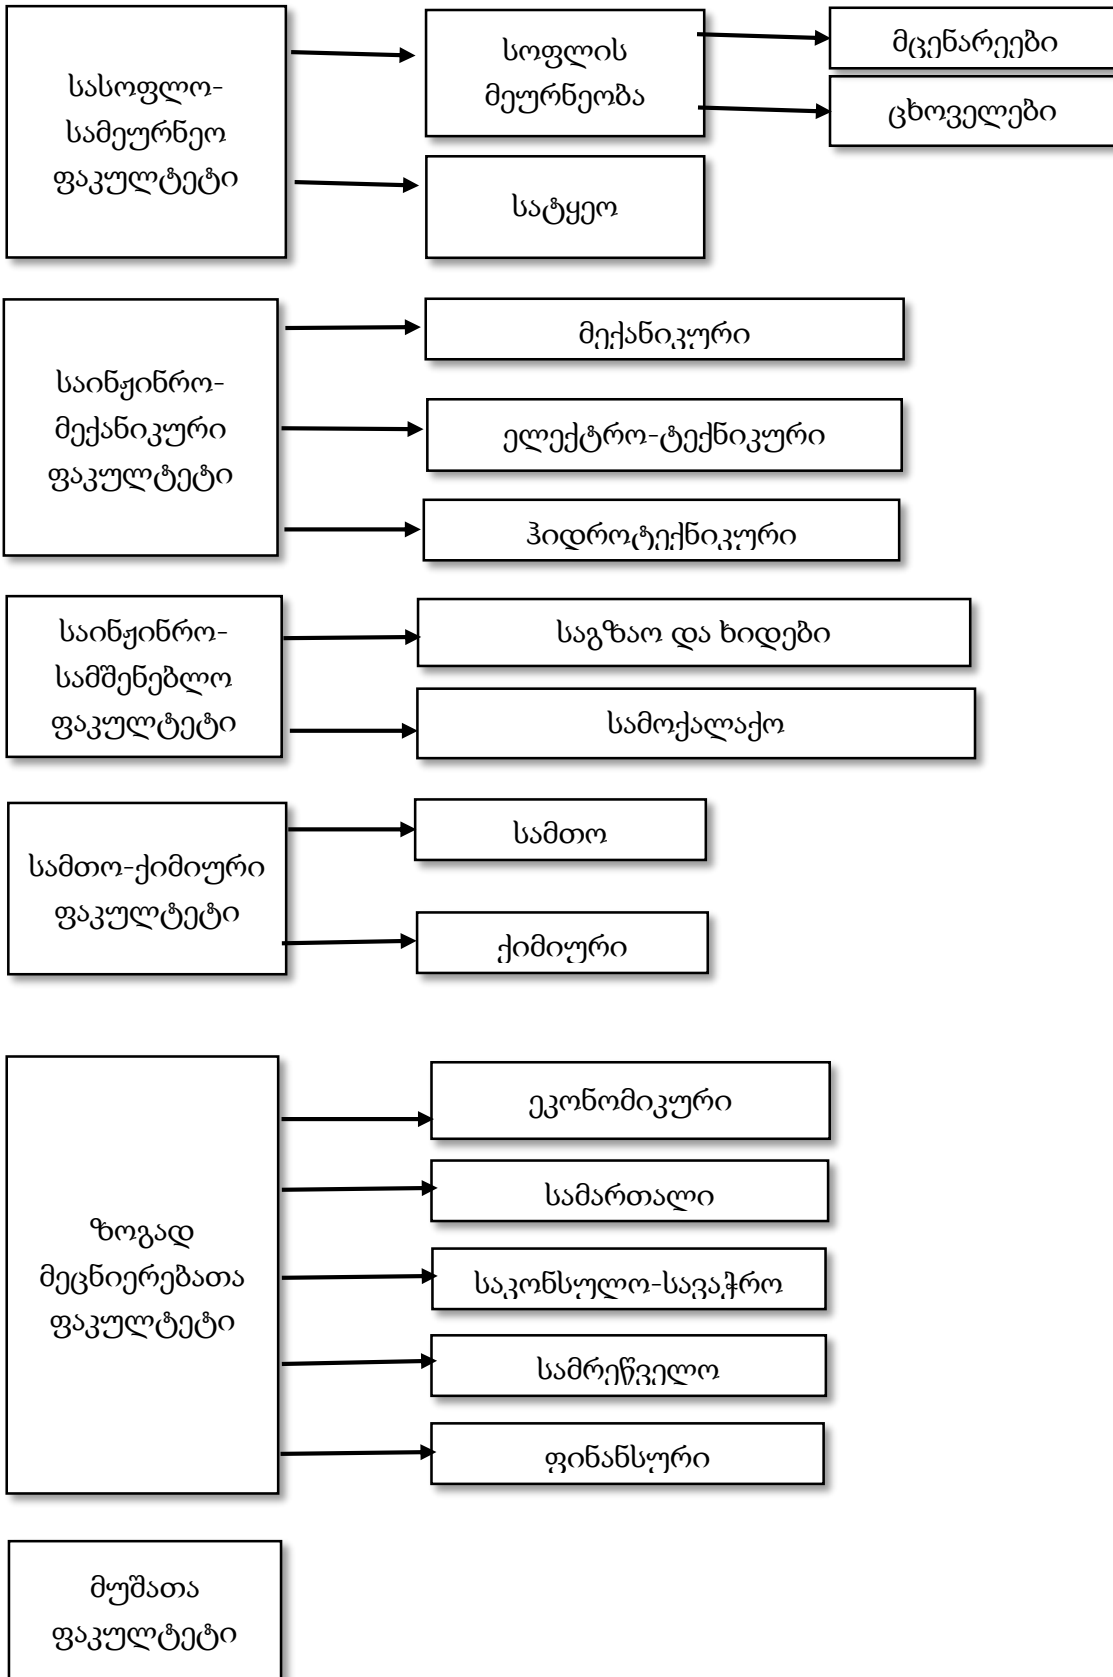 სასოფლო-
სამეურნეო
ფაკულტეტი
სოფლის
მეურნეობა
მცენარეები
ცხოველები
სატყეო
საინჟინრო-
მექანიკური
ფაკულტეტი
მექანიკური
ელექტრო-ტექნიკური
ჰიდროტექნიკური
საინჟინრო-
სამშენებლო
ფაკულტეტი
საგზაო და ხიდები
სამოქალაქო
სამთო-ქიმიური
ფაკულტეტი
სამთო
ქიმიური
ზოგად
მეცნიერებათა
ფაკულტეტი
ეკონომიკური
სამართალი
საკონსულო-სავაჭრო
სამრეწველო
ფინანსური
მუშათა
ფაკულტეტი